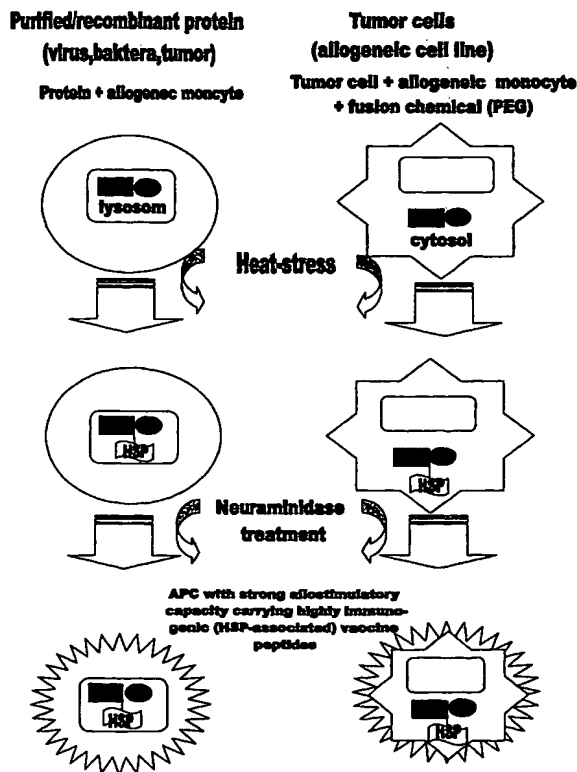 Purified/recombinant protein
(virus,baktera,tumor)
Protein + allogenec moncyte
Tumor cells
(allogeneic cell line)
Tumor cell + allogeneic monocyte
+ fusion chemical (PEG)
lysosom
cytosol
Heat-stress
HSP
HSP
Neuraminidase
treatment
APC with strong allostimulatory
capacity carrying highly immuno-
genic (HSP-associated) vaccine
peptides
HSP
HSP